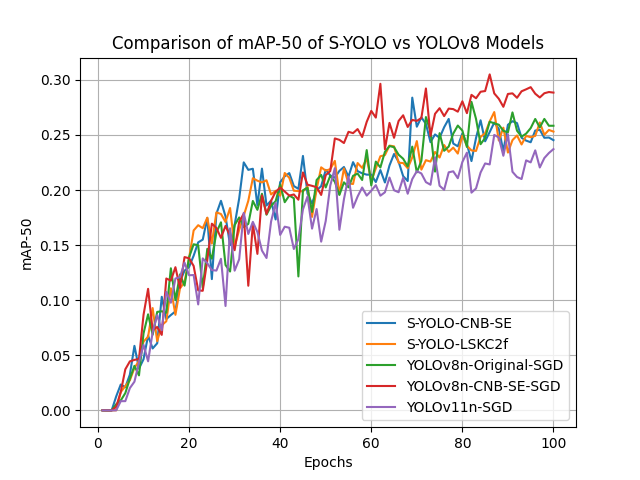 Comparison of mAP-50 of S-YOLO vs YOLOv8 Models
mAP-50
0.30
0.25
0.20
0.15
0.10
0.05
0.00
S-YOLO-CNB-SE
S-YOLO-LSKC2f
YOLOv8n-Original-SGD
YOLOv8n-CNB-SE-SGD
YOLOv11n-SGD
0 20 40 60 80 100
Epochs